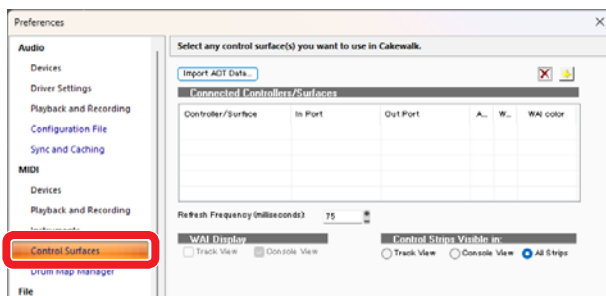 Preferences
Audio
Devices
Driver Settings
Playback and Recording
Configuration File
Sync and Caching
MIDI
Devices
Playback and Recording
Instruments
Control Surfaces
Drum Map Manager
File
Select any control surface(s) you want to use in Cakewalk.
Import ACT Data...
Connected Controllers/Surfaces
Controller/Surface In Port Out Port A... W... WAI color
Refresh Frequency (milliseconds): 75
WAI Display
Track View Console View
Control Strips Visible in:
Track View Console View All Strips